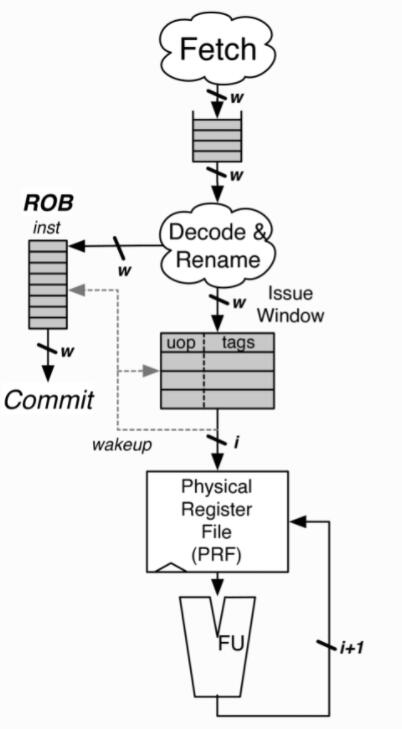 Fetch
w
w
ROB
inst
Decode &
Rename
w
w
Issue
Window
uop
tags
w
Commit
wakeup
i
Physical
Register
File
(PRF)
FU
i+1